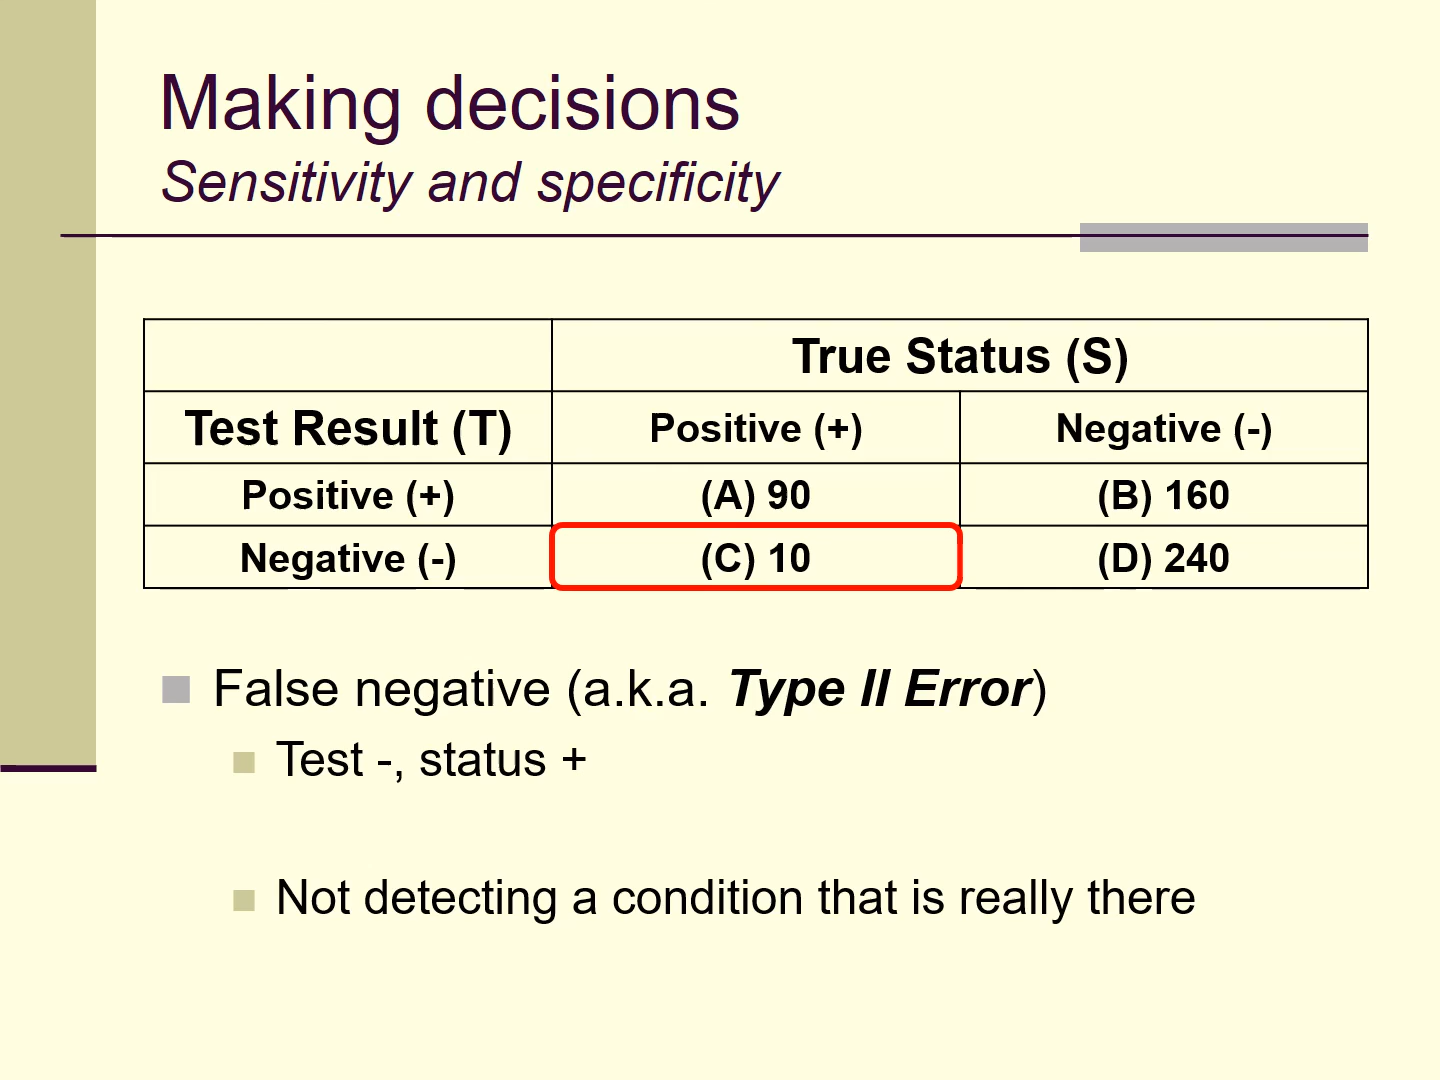 Making decisions
Sensitivity and specificity
True Status (S)
Test Result (T) Positive (+) Negative (-)
Positive (+) (A) 90 (B) 160
Negative (-) (C) 10 (D) 240
False negative (a.k.a. Type II Error)
Test -, status +
Not detecting a condition that is really there